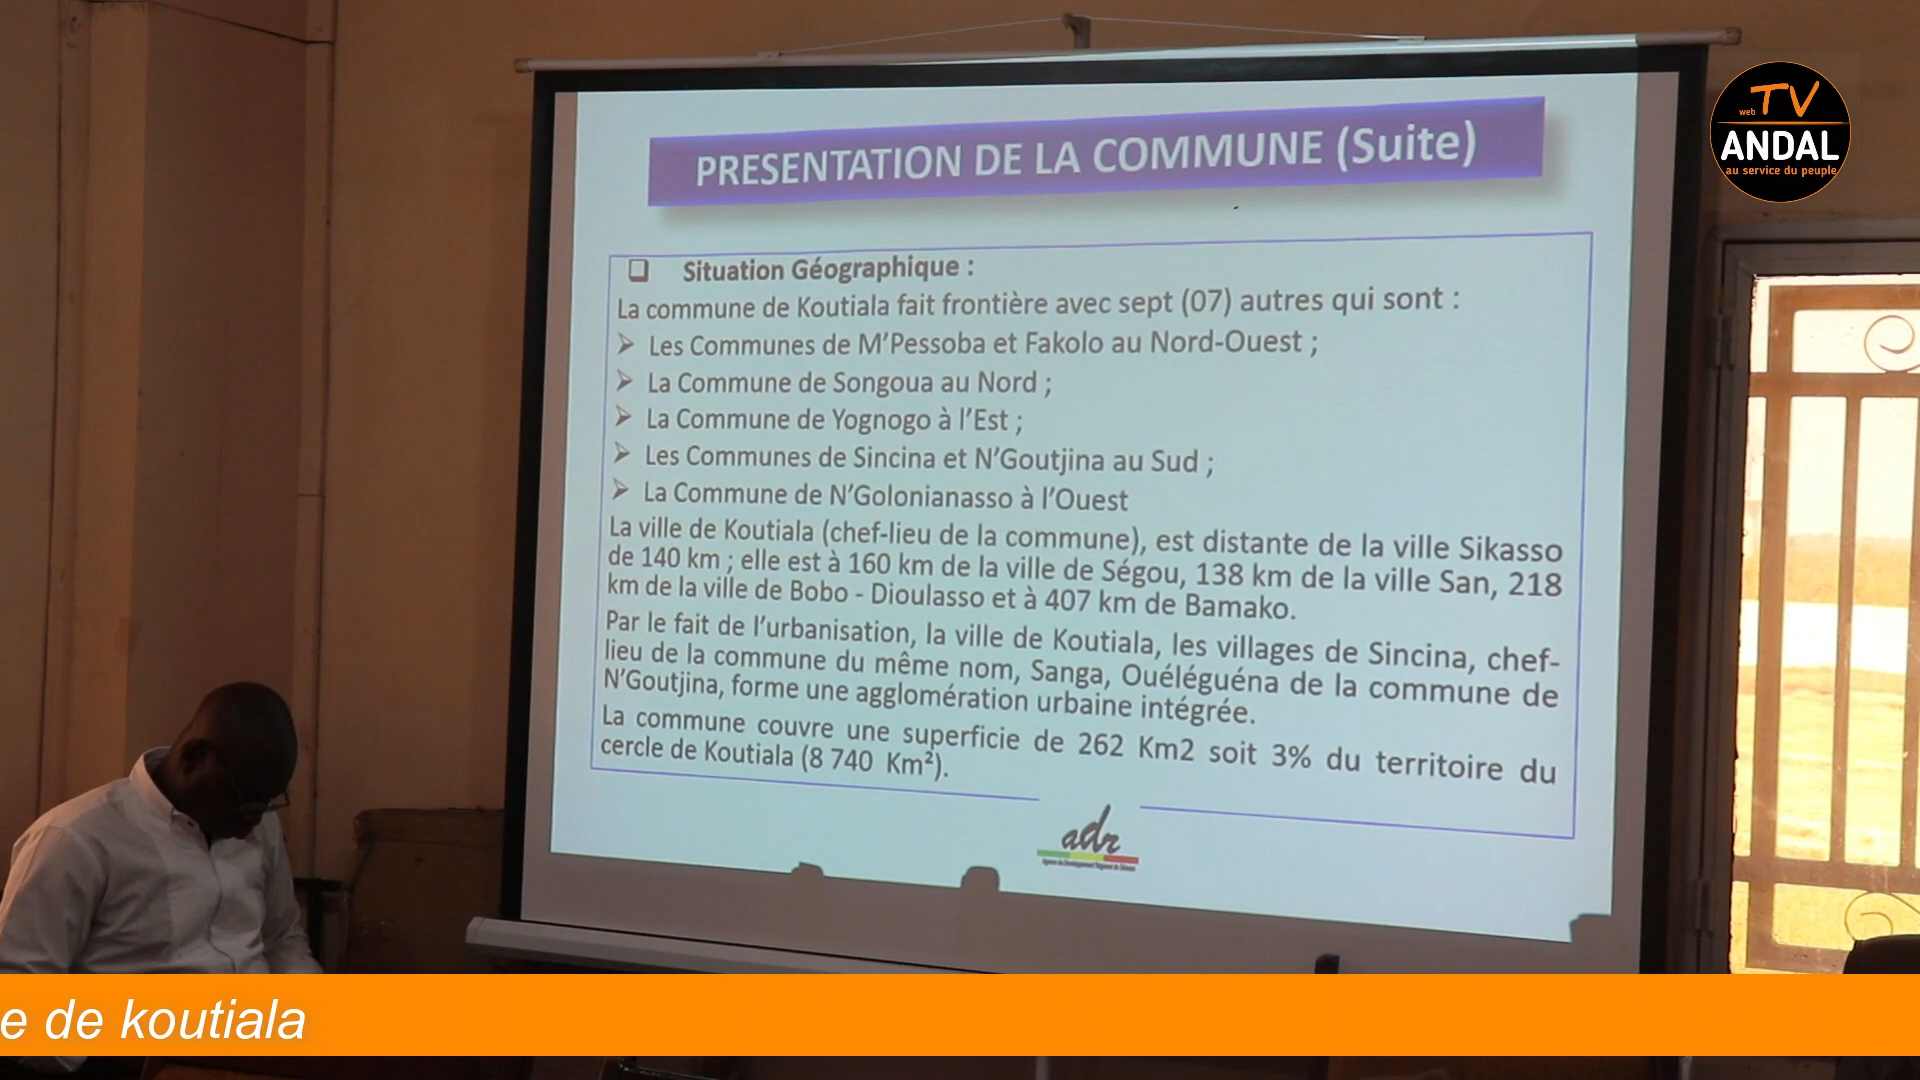 PRESENTATION DE LA COMMUNE (Suite)
web TV
ANDAL
au service du peuple
Situation Géographique :
La commune de Koutiala fait frontière avec sept (07) autres qui sont :
Les Communes de M'Pessoba et Fakolo au Nord-Ouest ;
La Commune de Songoua au Nord ;
La Commune de Yognogo à l'Est ;
Les Communes de Sincina et N'Goutjina au Sud ;
La Commune de N'Golonianasso à l'Ouest
La ville de Koutiala (chef-lieu de la commune), est distante de la ville Sikasso
de 140 km ; elle est à 160 km de la ville de Ségou, 138 km de la ville San, 218
km de la ville de Bobo - Dioulasso et à 407 km de Bamako.
Par le fait de l'urbanisation, la ville de Koutiala, les villages de Sincina, chef-
lieu de la commune du même nom, Sanga, Ouéléguéna de la commune de
N'Goutjina, forme une agglomération urbaine intégrée.
La commune couvre une superficie de 262 Km2 soit 3% du territoire du
cercle de Koutiala (8 740 Km²).
adr
e de koutiala